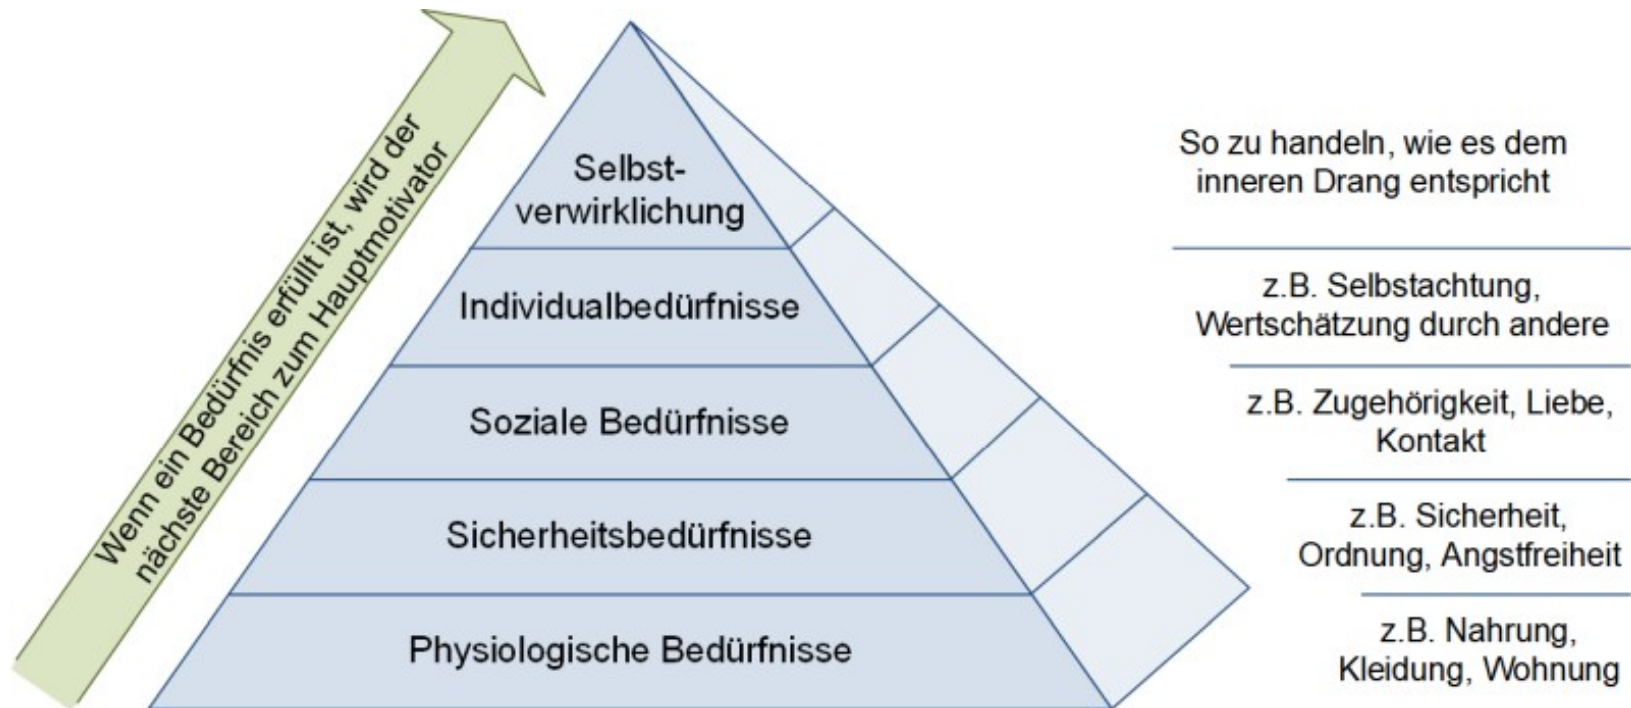 Wenn ein Bedürfnis erfüllt ist, wird der
nächste Bereich zum Hauptmotivator
Selbst-
verwirklichung
So zu handeln, wie es dem
inneren Drang entspricht
Individualbedürfnisse
z.B. Selbstachtung,
Wertschätzung durch andere
Soziale Bedürfnisse
z.B. Zugehörigkeit, Liebe,
Kontakt
Sicherheitsbedürfnisse
z.B. Sicherheit,
Ordnung, Angstfreiheit
Physiologische Bedürfnisse
z.B. Nahrung,
Kleidung, Wohnung